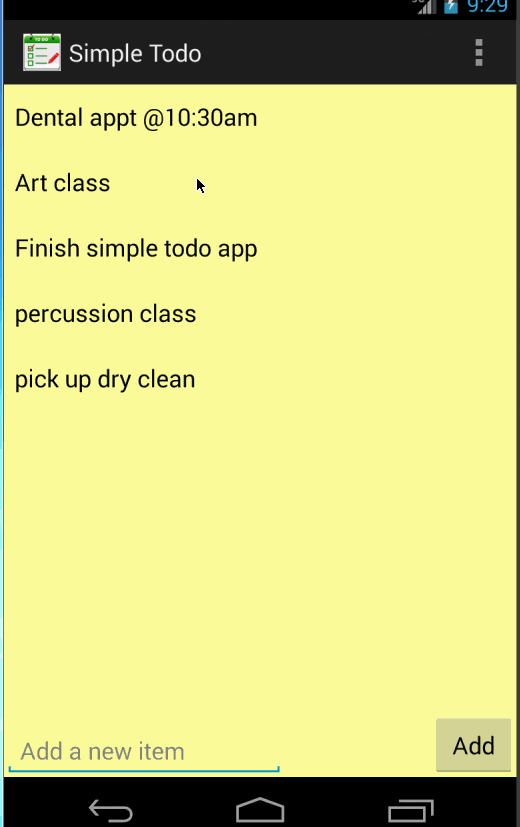 9:29
Simple Todo
Dental appt @10:30am
Art class
Finish simple todo app
percussion class
pick up dry clean
Add a new item
Add